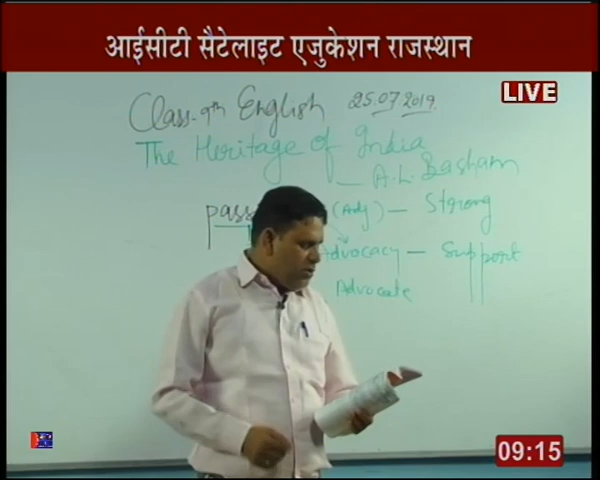 आईसीटी सैटेलाइट एजुकेशन राजस्थान
LIVE
Class-9th English 25.07.2019
The Heritage of India
— A.L. Basham
pass (Adj) — Strong
Advocacy — Support
Advocate
09:15